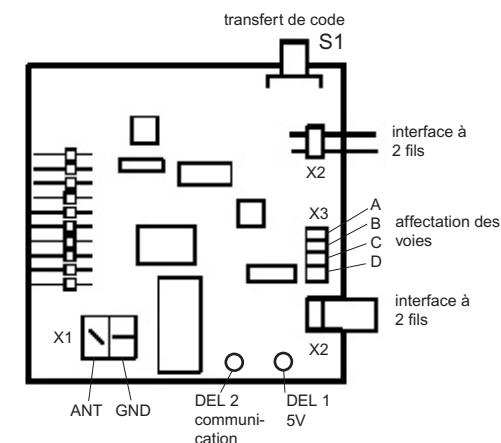 transfert de code
S1
interface à
2 fils
X2
X3
A
B
C
D
affectation des
voies
interface à
2 fils
X2
X1
ANT GND
DEL 2
communi-
cation
DEL 1
5V